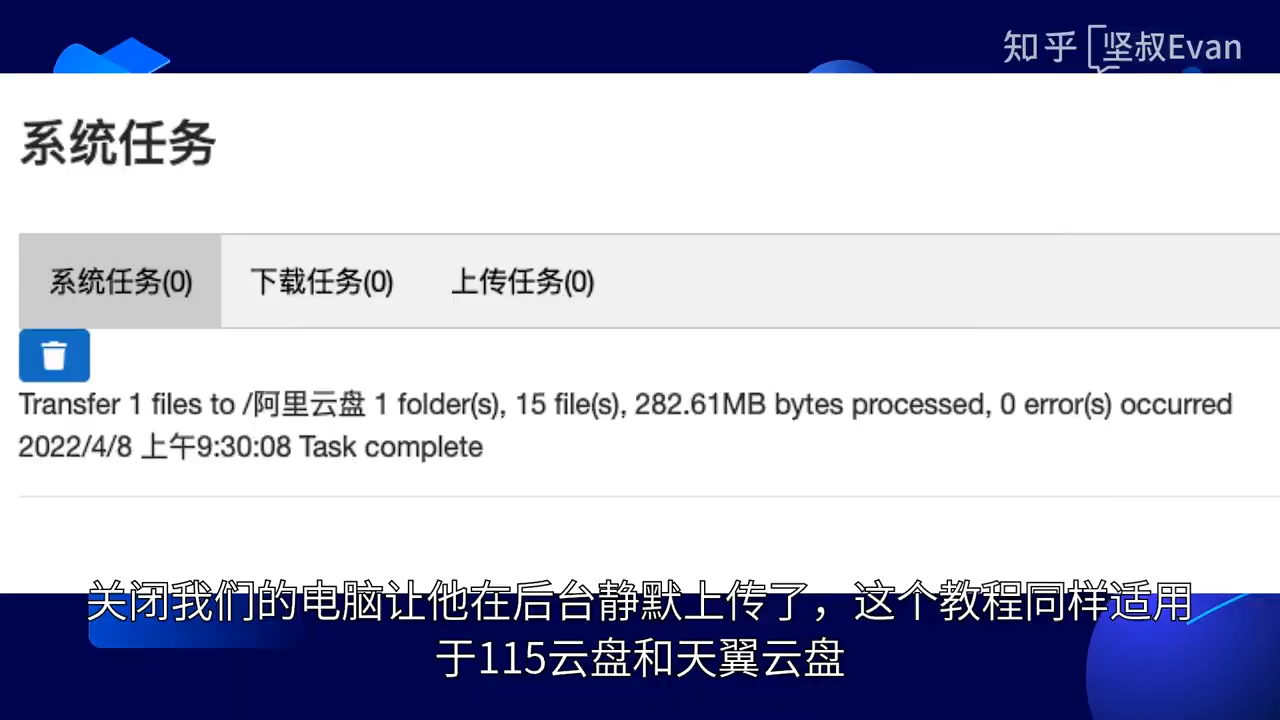 知乎 坚叔Evan
系统任务
系统任务(0) 下载任务(0) 上传任务(0)
Transfer 1 files to /阿里云盘 1 folder(s), 15 file(s), 282.61MB bytes processed, 0 error(s) occurred
2022/4/8 上午9:30:08 Task complete
关闭我们的电脑让他在后台静默上传了，这个教程同样适用
于115云盘和天翼云盘